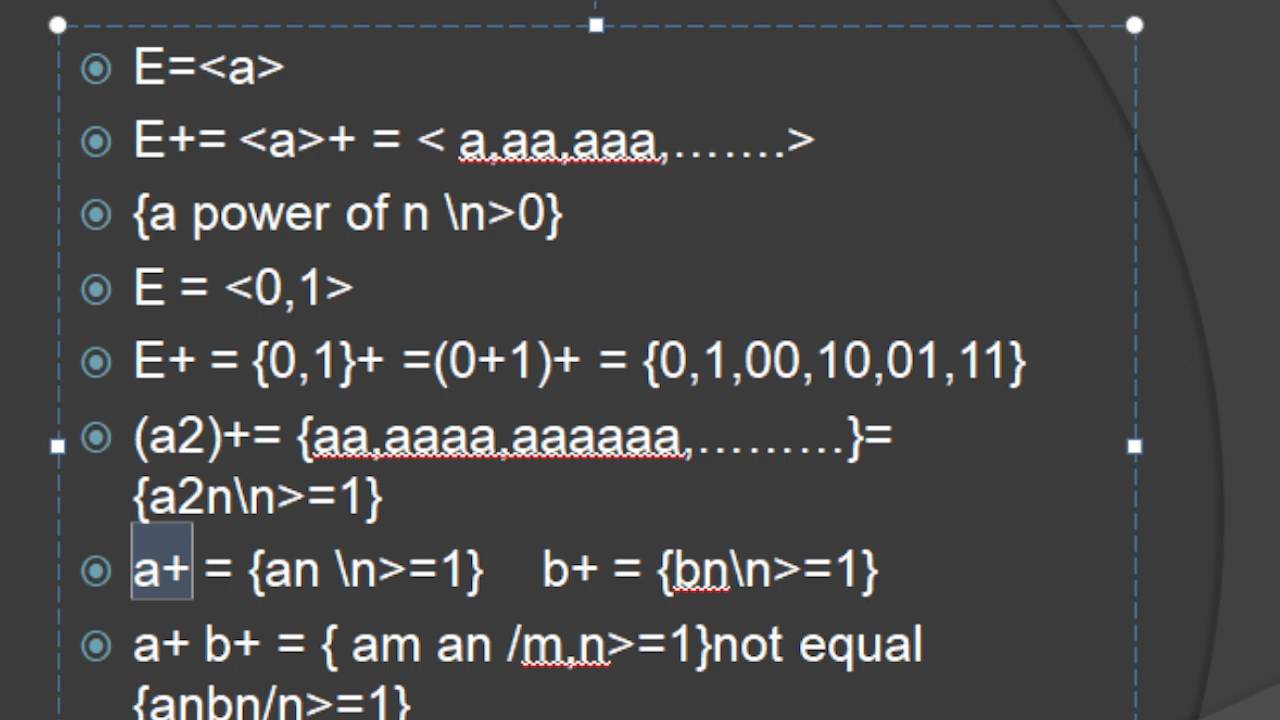 E=<a>
E+= <a>+ = < a,aa,aaa,…….>
{a power of n \n>0}
E = <0,1>
E+ = {0,1}+ =(0+1)+ = {0,1,00,10,01,11}
(a2)+= {aa,aaaa,aaaaaa,………}=
{a2n\n>=1}
a+ = {an \n>=1} b+ = {bn\n>=1}
a+ b+ = { am an /m,n>=1}not equal
{anbn/n>=1}